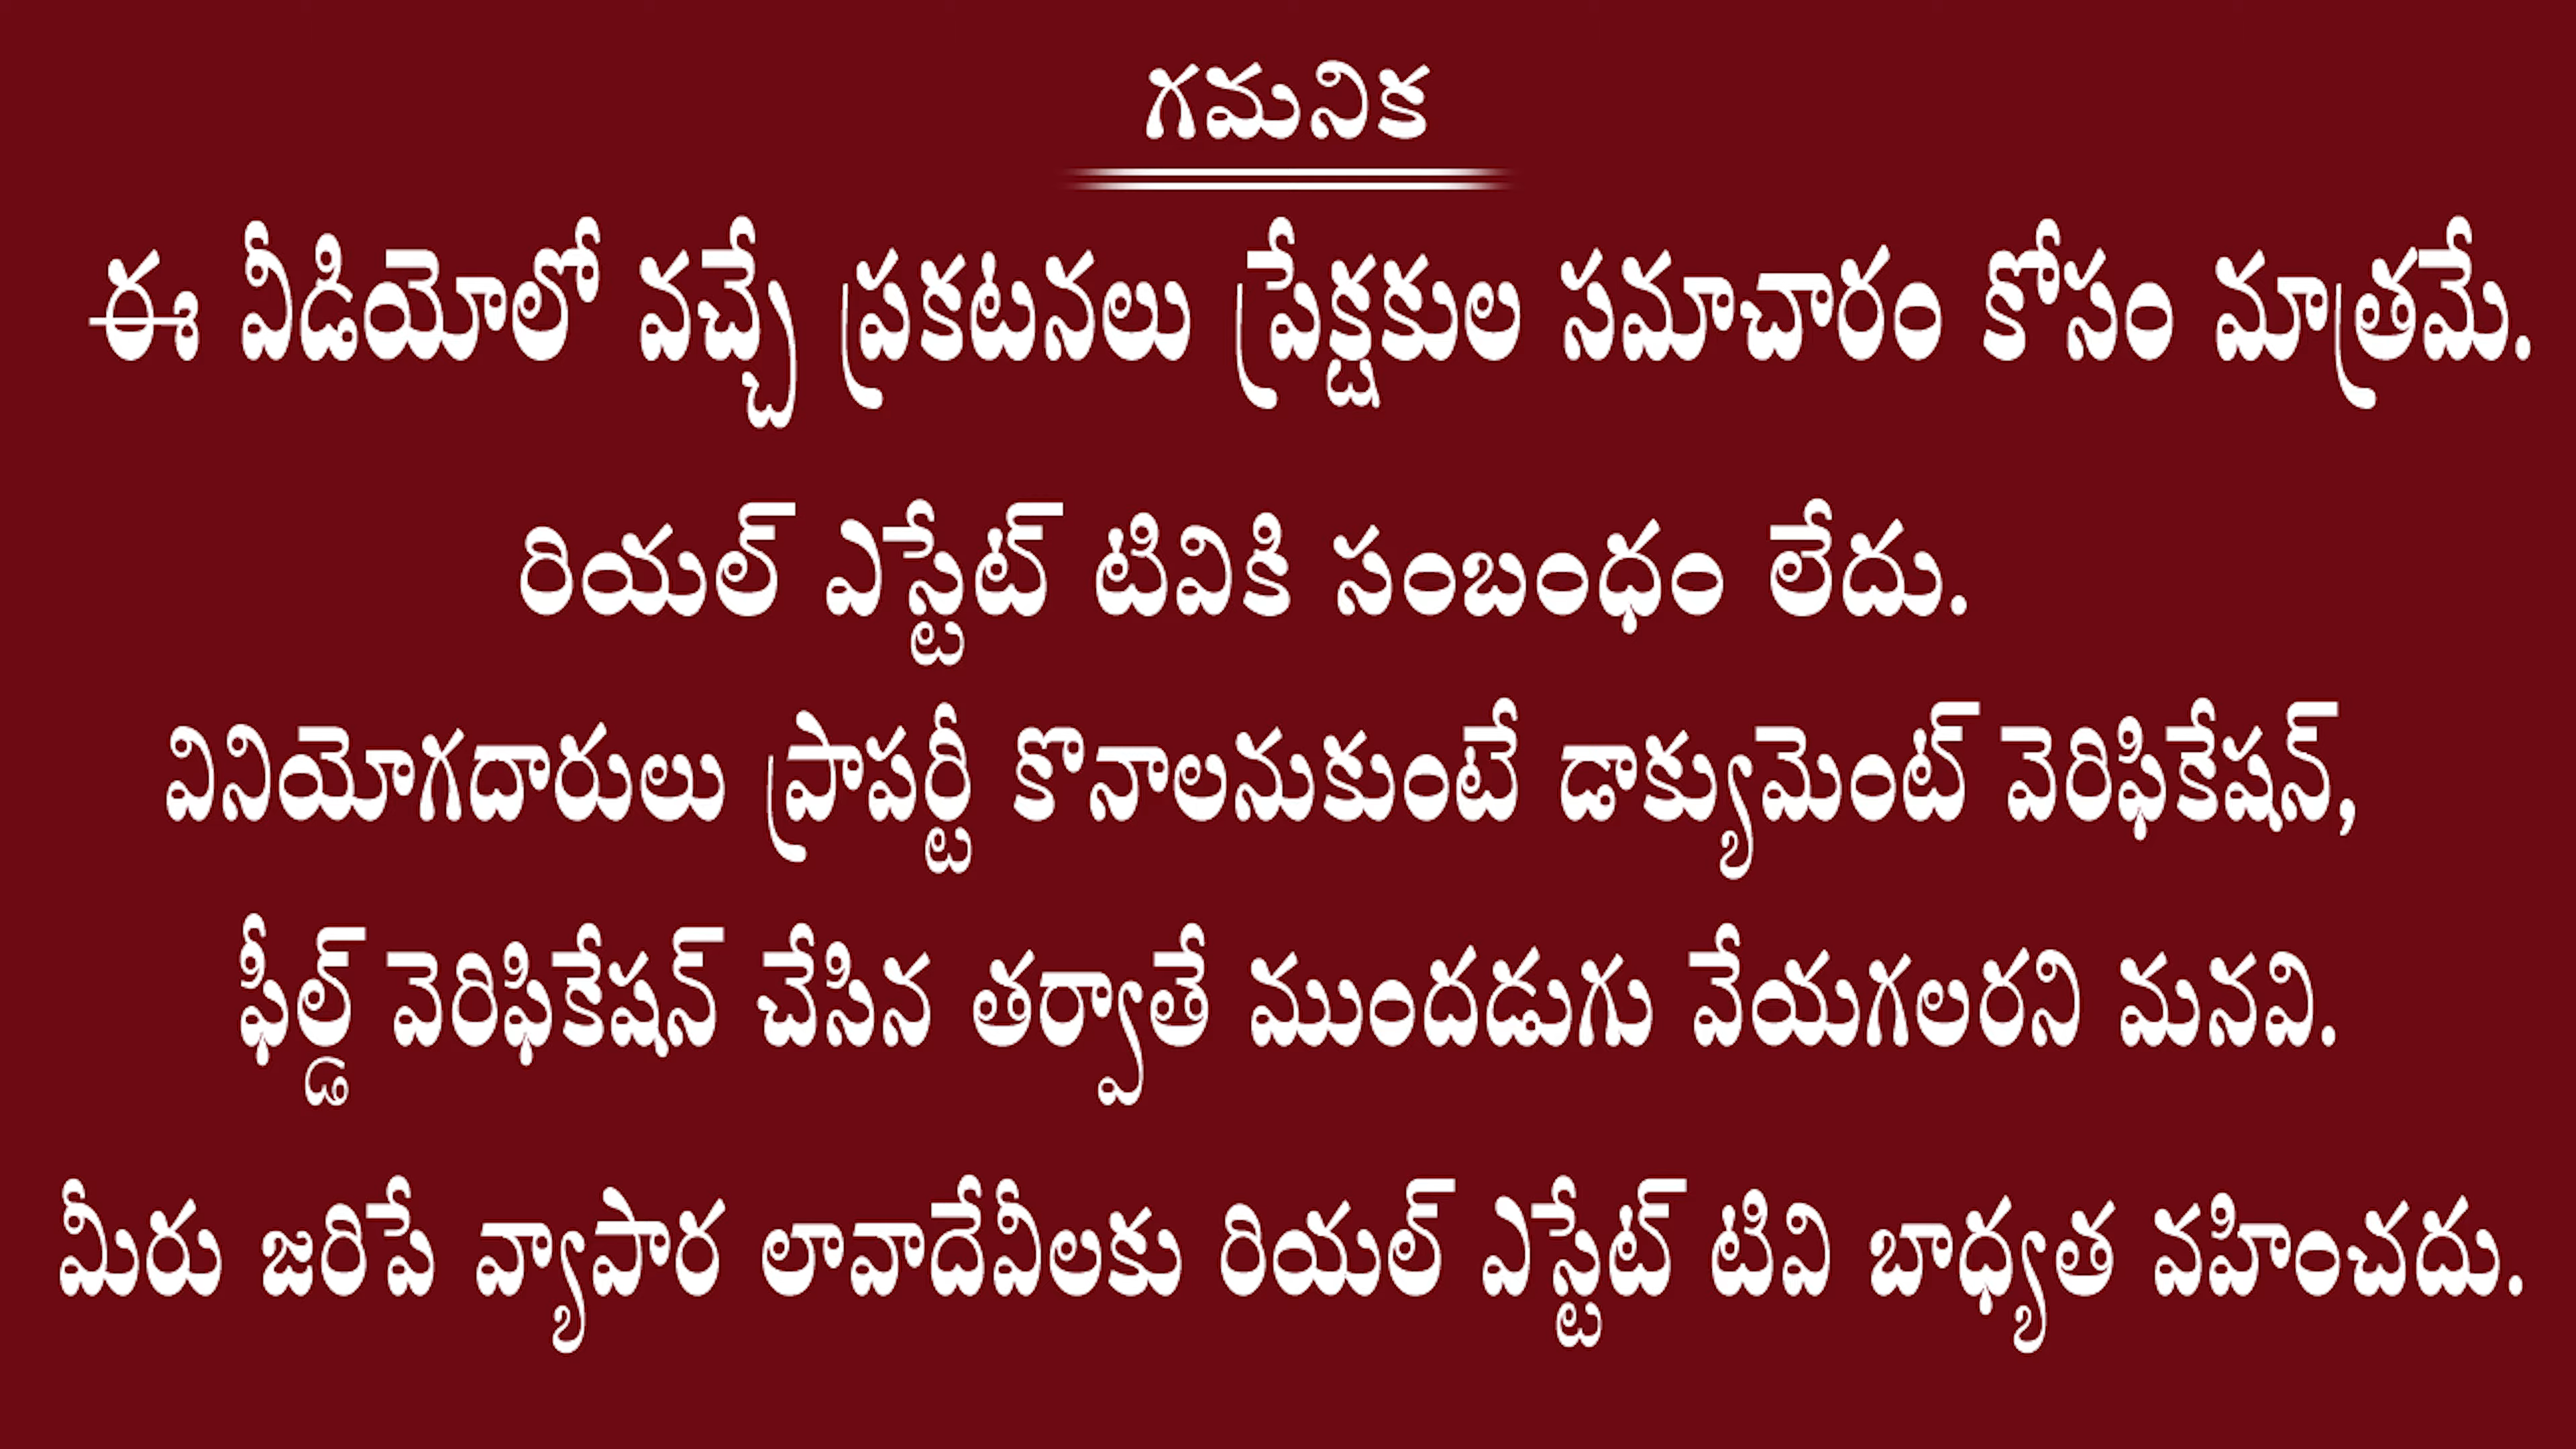 గమనిక
ఈ వీడియోలో వచ్చే ప్రకటనలు ప్రేక్షకుల సమాచారం కోసం మాత్రమే.
రియల్ ఎస్టేట్ టివికి సంబంధం లేదు.
వినియోగదారులు ప్రాపర్టీ కొనాలనుకుంటే డాక్యుమెంట్ వెరిఫికేషన్,
ఫీల్డ్ వెరిఫికేషన్ చేసిన తర్వాతే ముందడుగు వేయగలరని మనవి.
మీరు జరిపే వ్యాపార లావాదేవీలకు రియల్ ఎస్టేట్ టివి బాధ్యత వహించదు.